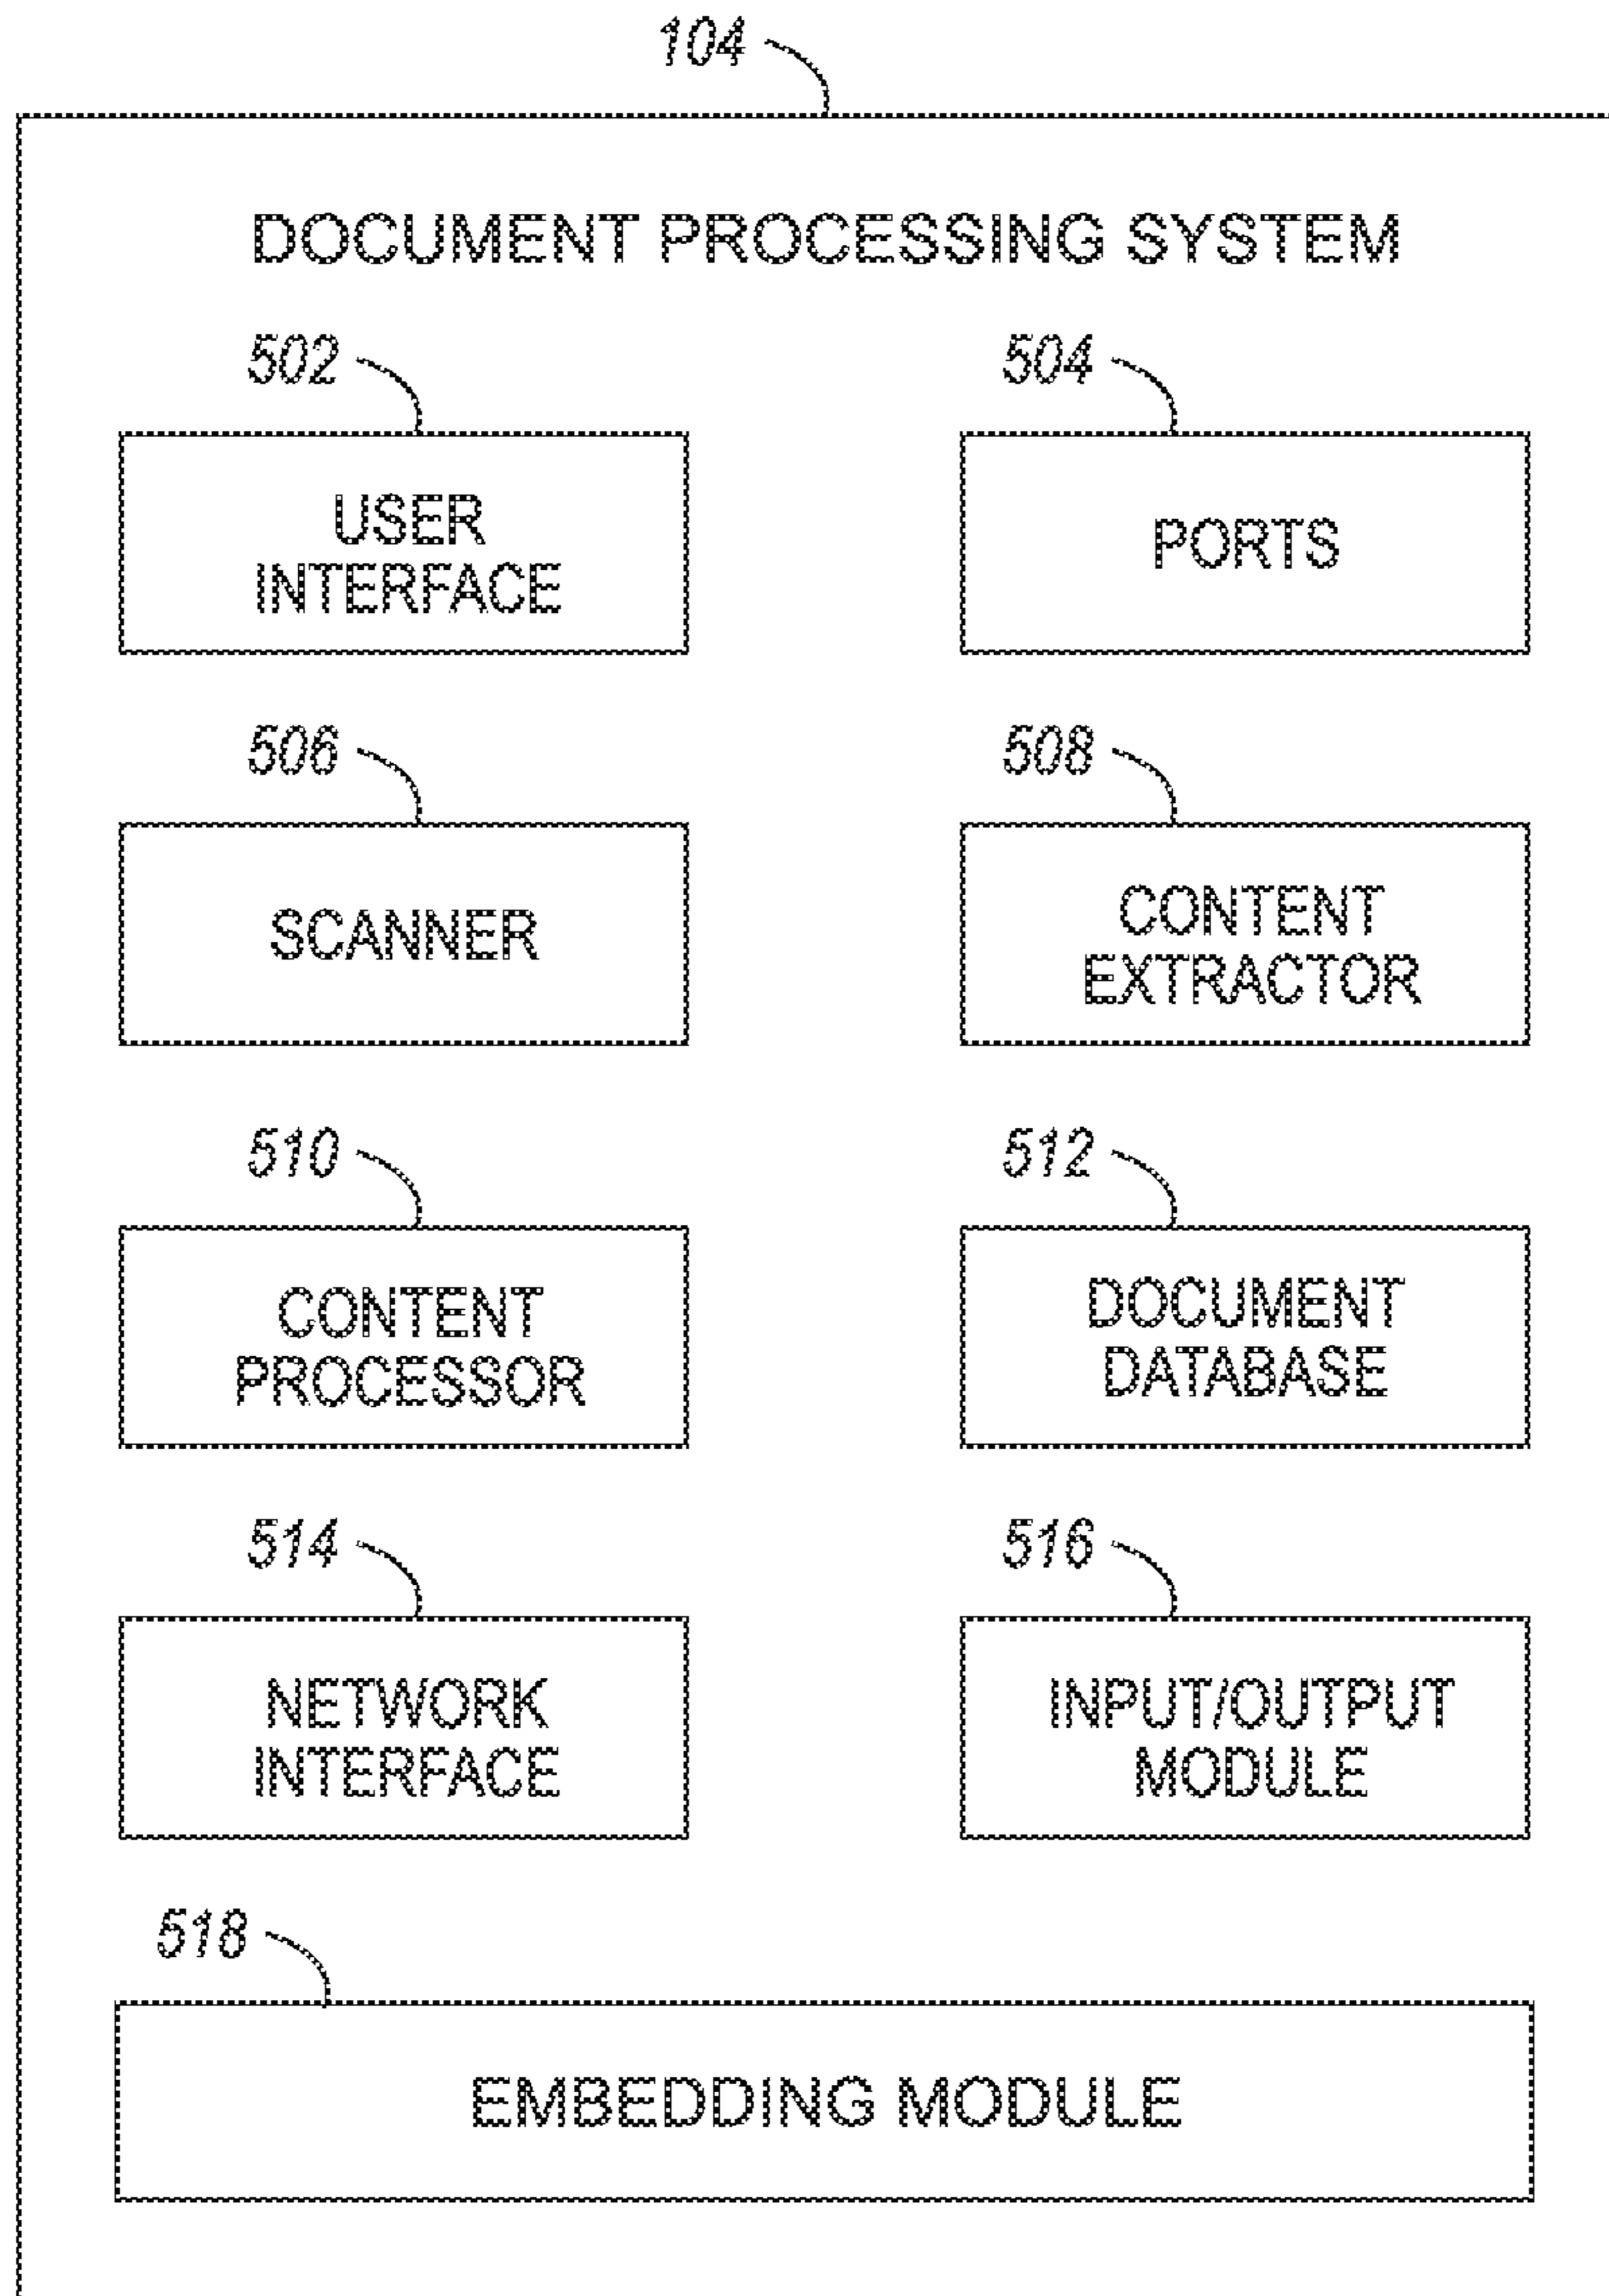 104
DOCUMENT PROCESSING SYSTEM
502
504
USER
INTERFACE
PORTS
506
508
SCANNER
CONTENT
EXTRACTOR
510
512
CONTENT
PROCESSOR
DOCUMENT
DATABASE
514
516
NETWORK
INTERFACE
INPUT/OUTPUT
MODULE
518
EMBEDDING MODULE